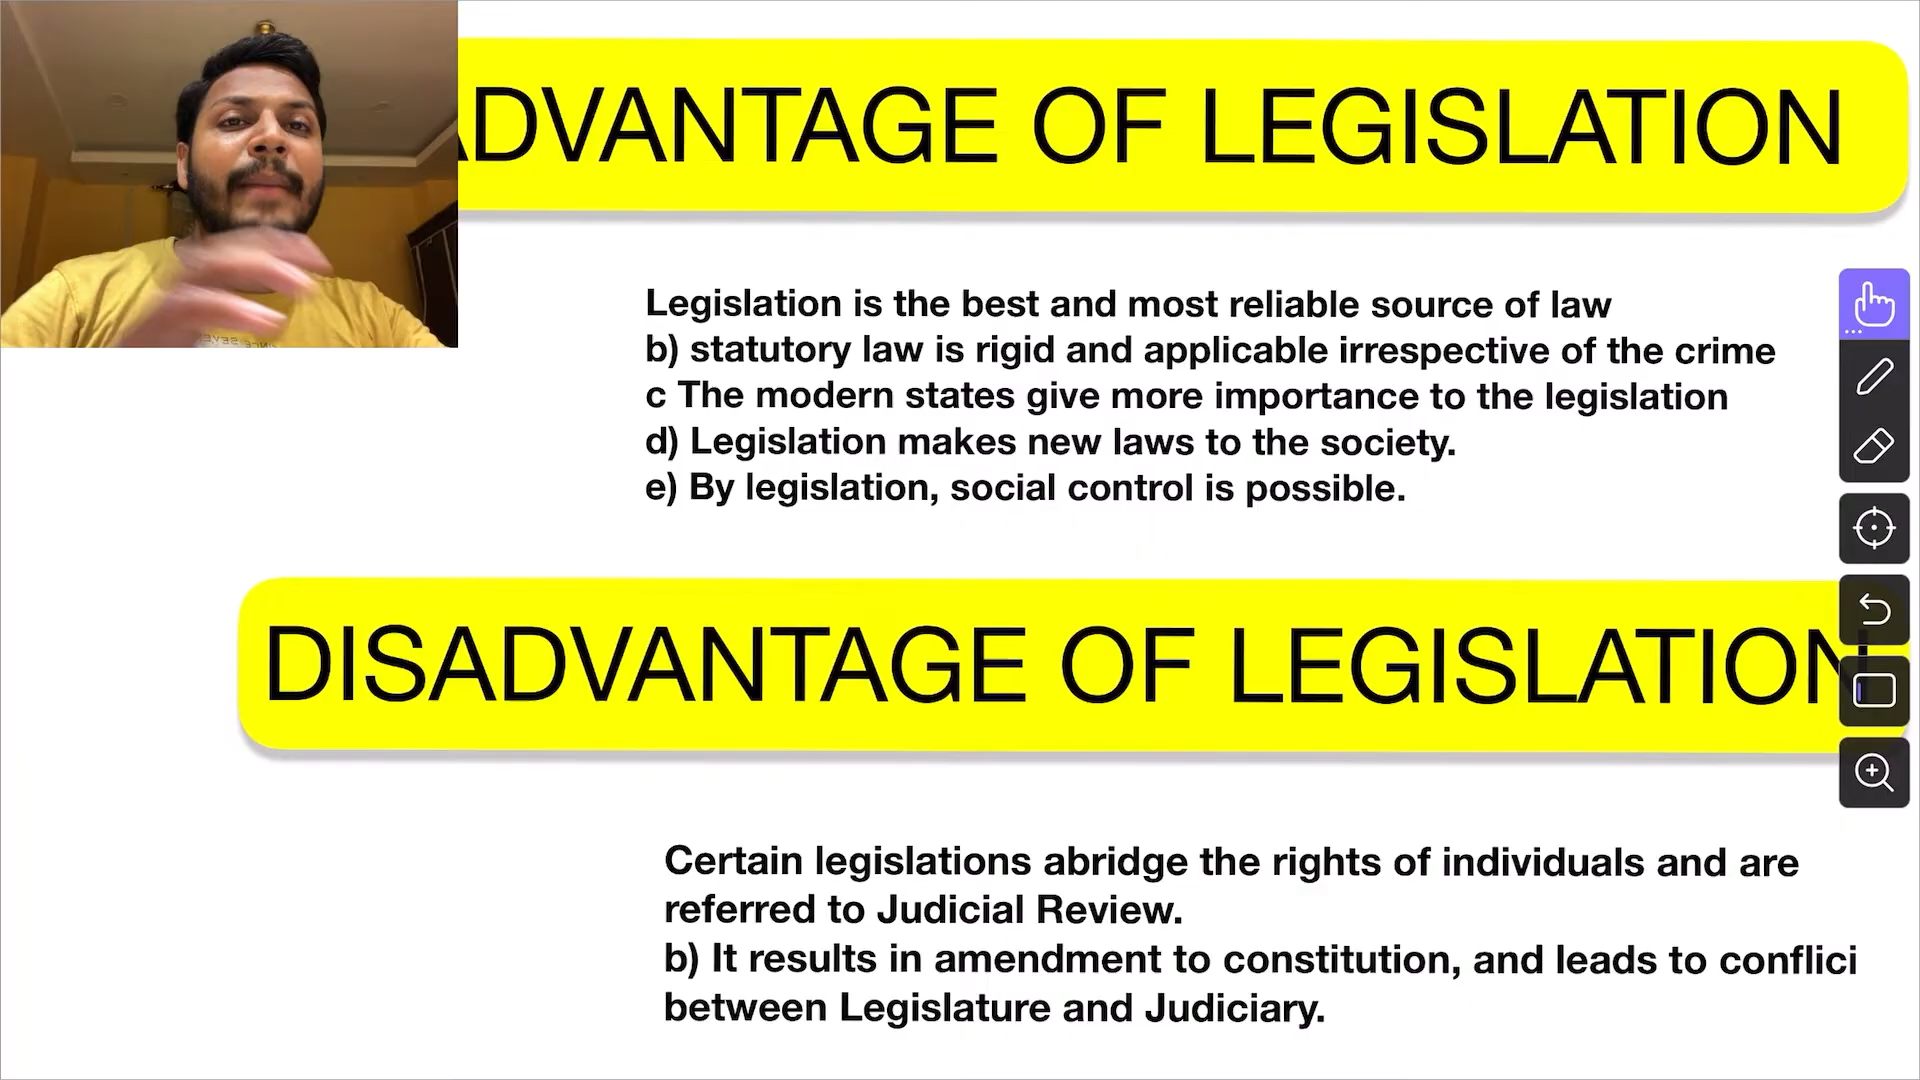 ADVANTAGE OF LEGISLATION
Legislation is the best and most reliable source of law
b) statutory law is rigid and applicable irrespective of the crime
c The modern states give more importance to the legislation
d) Legislation makes new laws to the society.
e) By legislation, social control is possible.
DISADVANTAGE OF LEGISLATION
Certain legislations abridge the rights of individuals and are
referred to Judicial Review.
b) It results in amendment to constitution, and leads to conflici
between Legislature and Judiciary.